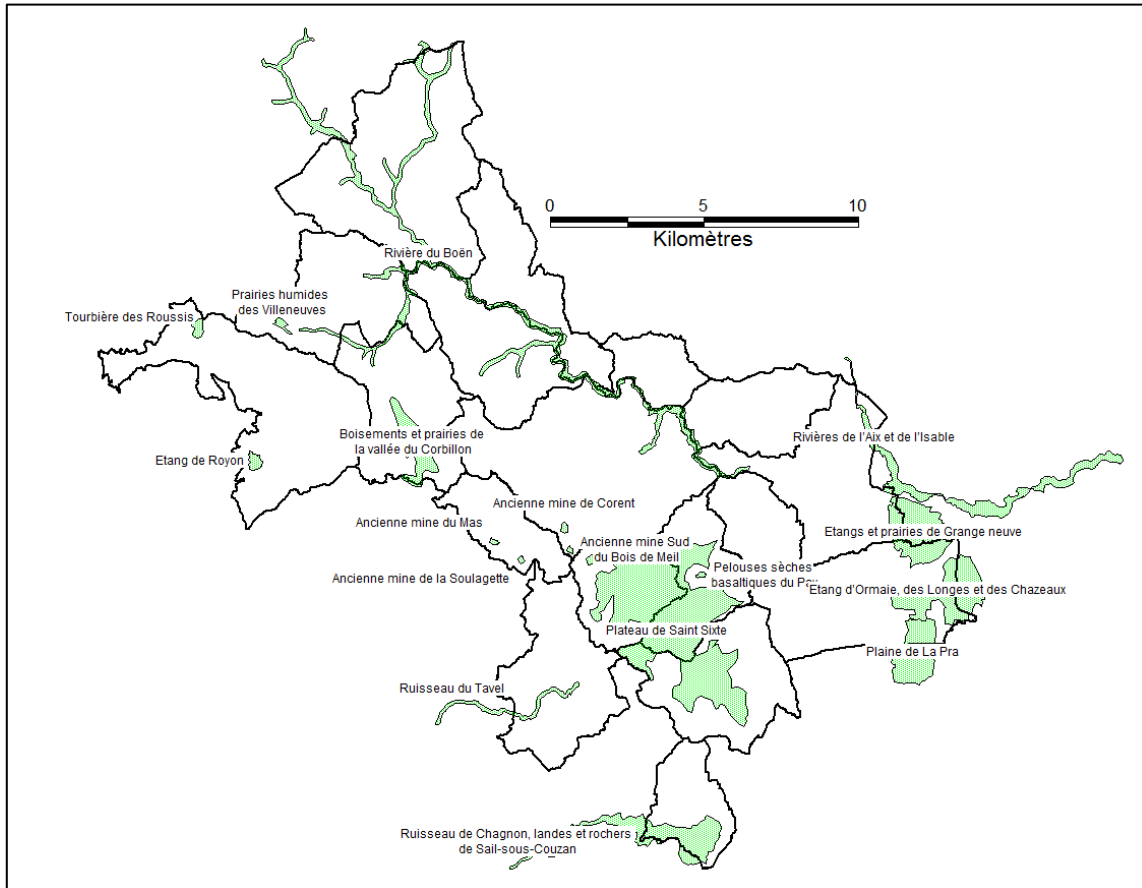 0 5 10
Kilomètres
Rivière du Boën
Prairies humides
des Villeneuves
Tourbière des Roussis
Boisements et prairies de
la vallée du Corbillon
Rivières de l'Aix et de l'Isable
Etang de Royon
Ancienne mine de Corent
Ancienne mine du Mas
Etangs et prairies de Grange neuve
Ancienne mine Sud
du Bois de Meil
Ancienne mine de la Soulagette
Pelouses sèches
basaltiques du
Etang d'Ormaie, des Longes et des Chazeaux
Plateau de Saint Sixte
Plaine de La Pra
Ruisseau du Tavel
Ruisseau de Chagnon, landes et rochers
de Sail-sous-Couzan